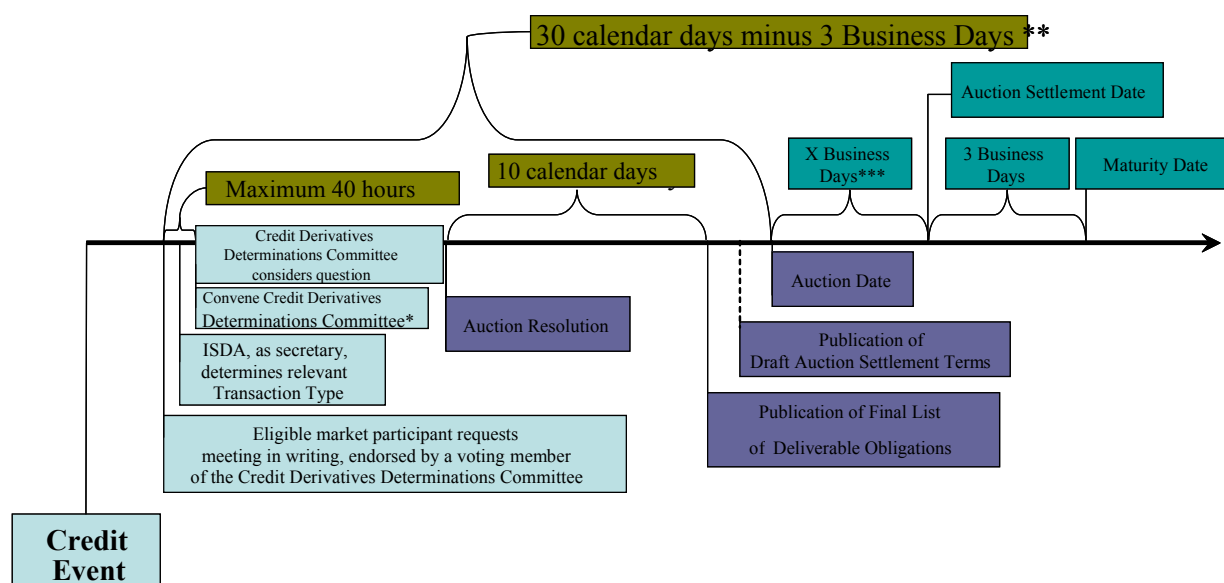 30 calendar days minus 3 Business Days **
Auction Settlement Date
X Business
Days***
3 Business
Days
Maturity Date
10 calendar days
Maximum 40 hours
Credit Derivatives
Determinations Committee
considers question
Convene Credit Derivatives
Determinations Committee*
ISDA, as secretary,
determines relevant
Transaction Type
Eligible market participant requests
meeting in writing, endorsed by a voting member
of the Credit Derivatives Determinations Committee
Auction Resolution
Auction Date
Publication of
Draft Auction Settlement Terms
Publication of Final List
of Deliverable Obligations
Credit
Event